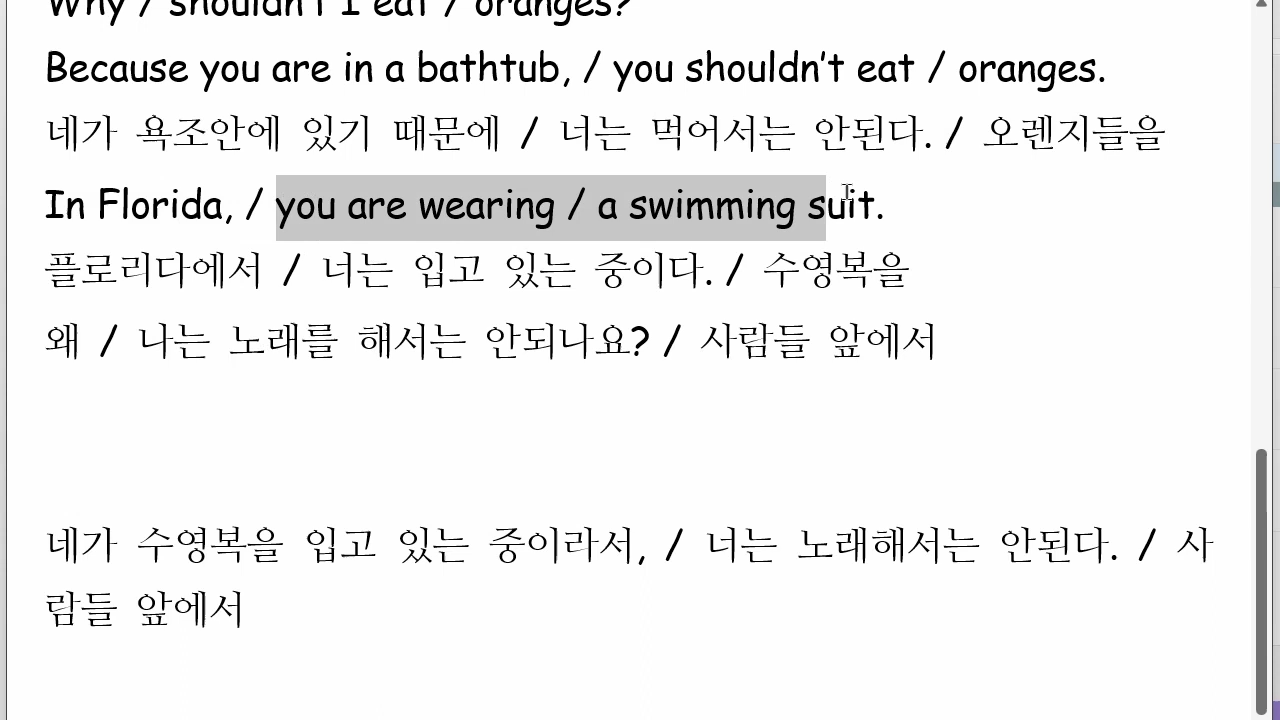 Why / shouldn't I eat / oranges?
Because you are in a bathtub, / you shouldn't eat / oranges.
네가 욕조안에 있기 때문에 / 너는 먹어서는 안된다. / 오렌지들을
In Florida, / you are wearing / a swimming suit.
플로리다에서 / 너는 입고 있는 중이다. / 수영복을
왜 / 나는 노래를 해서는 안되나요? / 사람들 앞에서
네가 수영복을 입고 있는 중이라서, / 너는 노래해서는 안된다. / 사
람들 앞에서